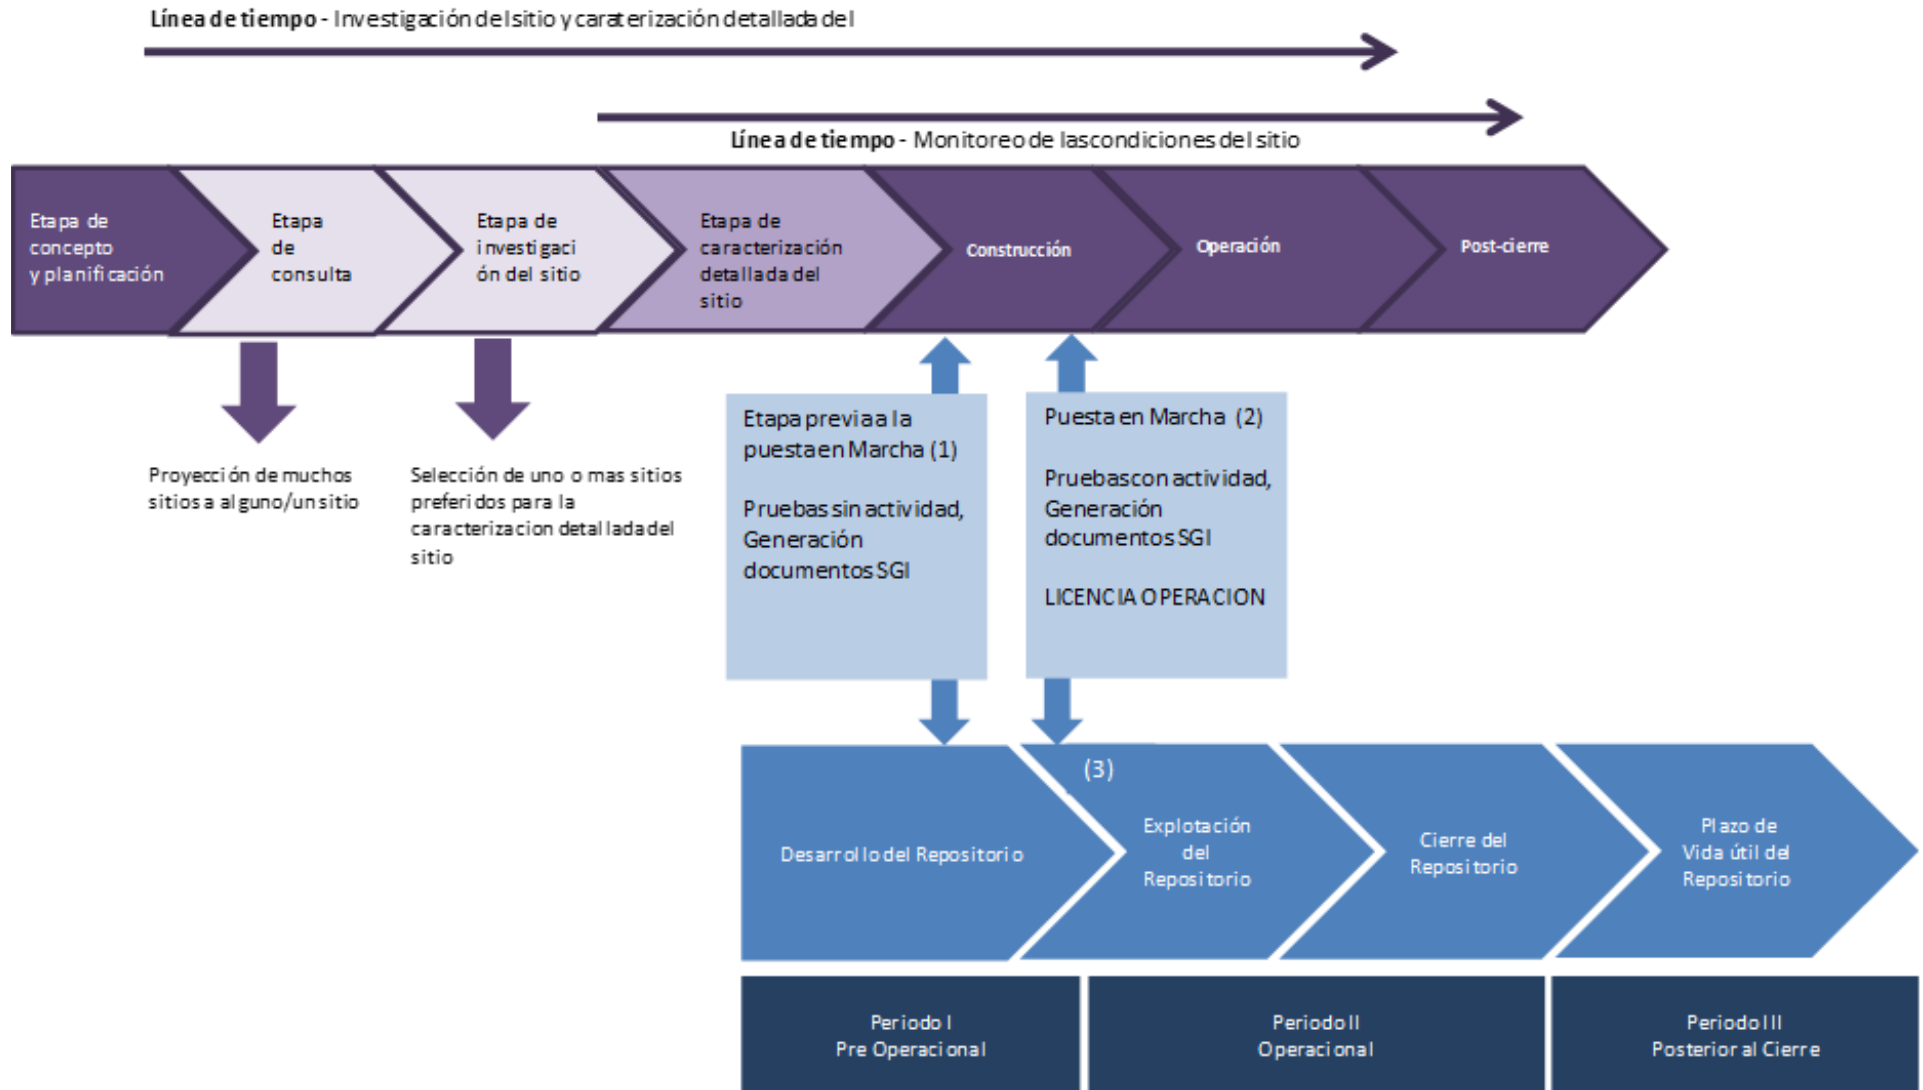 Línea de tiempo - Investigación del sitio y caraterización detallada del
Línea de tiempo - Monitoreo de las condiciones del sitio
Etapa de
concepto
y planificación
Etapa
de
consulta
Etapa de
investigaci
ón del sitio
Etapa de
caracterización
detallada del
sitio
Construcción
Operación
Post-cierre
Proyección de muchos
sitios a alguno/un sitio
Selección de uno o mas sitios
preferidos para la
caracterizacion detallada del
sitio
Etapa previa a la
puesta en Marcha (1)
Pruebas sin actividad,
Generación
documentos SGI
Puesta en Marcha (2)
Pruebas con actividad,
Generación
documentos SGI
LICENCIA OPERACION
Desarrollo del Repositorio
(3)
Explotación
del
Repositorio
Cierre del
Repositorio
Plazo de
Vida útil del
Repositorio
Periodo I
Pre Operacional
Periodo II
Operacional
Periodo III
Posterior al Cierre